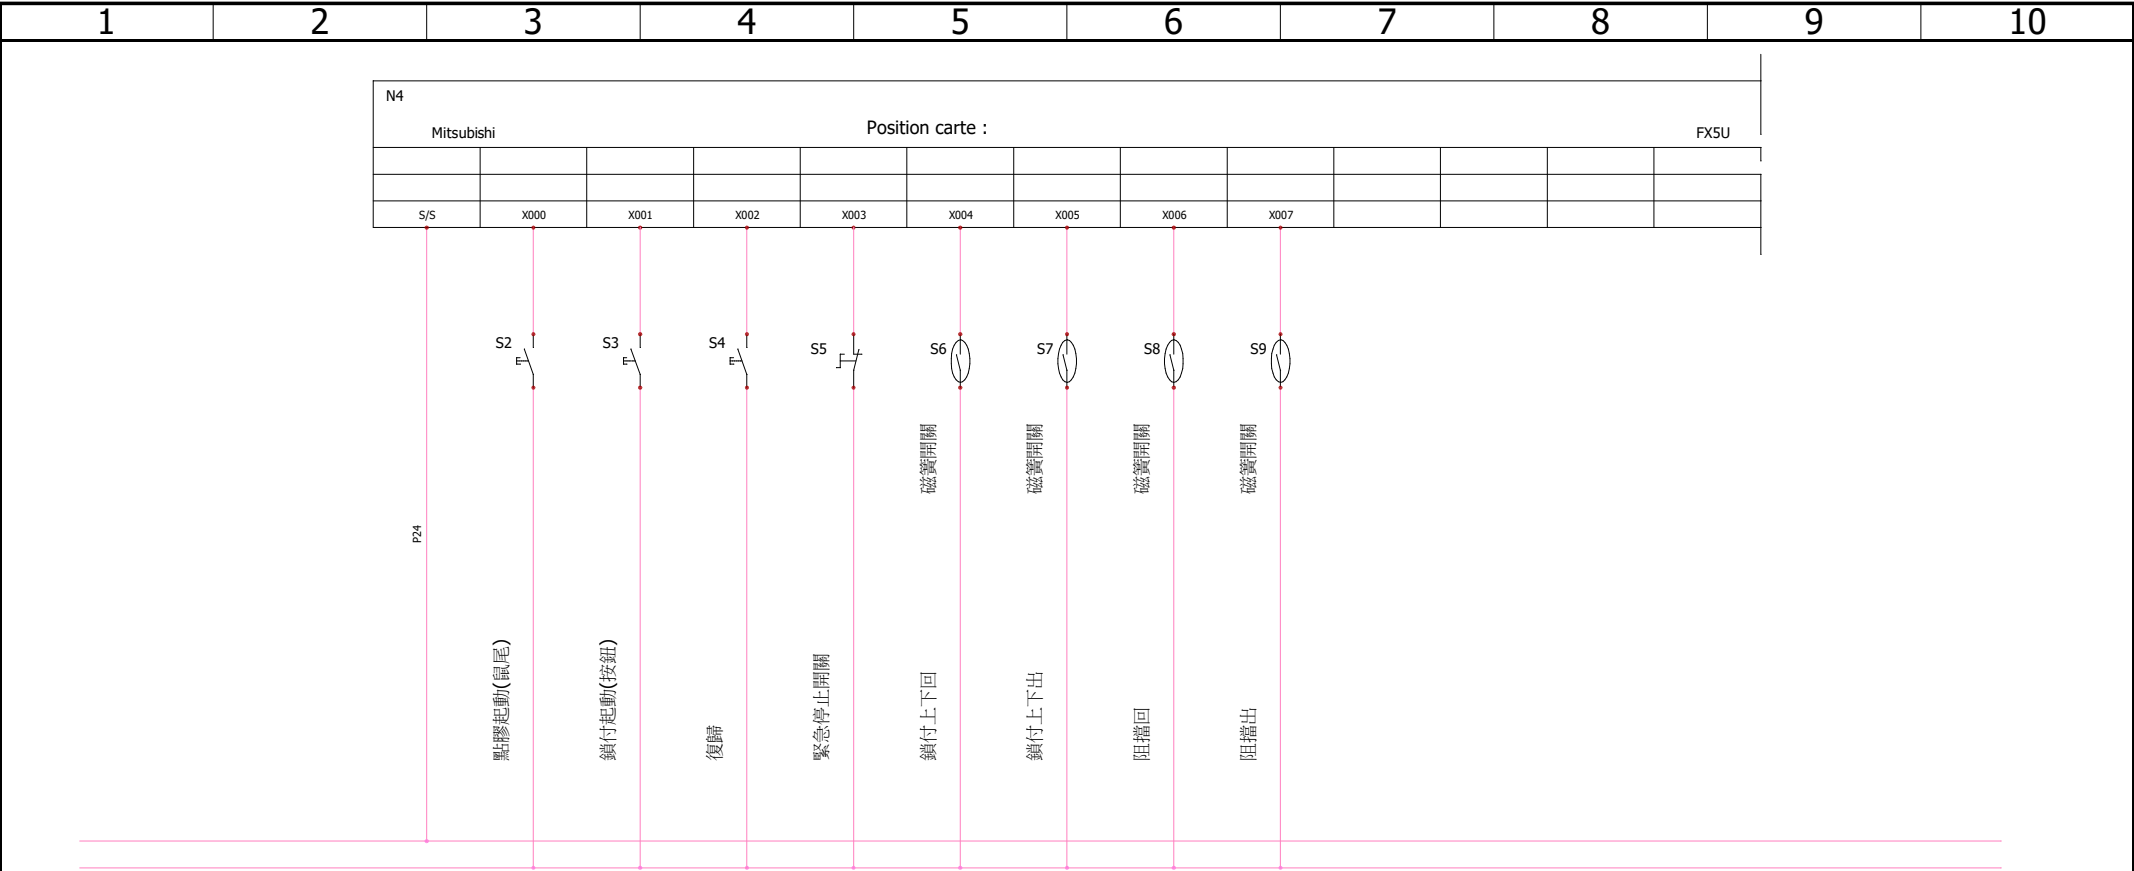 1 2 3 4 5 6 7 8 9 10
N4
Mitsubishi Position carte : FX5U
S/S X000 X001 X002 X003 X004 X005 X006 X007
S2 S3 S4 S5 S6 S7 S8 S9
磁簧開關
磁簧開關
磁簧開關
磁簧開關
P24
點膠起動(鼠尾)
鎖付起動(按鈕)
復歸
緊急停止開關
鎖付上下回
鎖付上下出
阻擋回
阻擋出